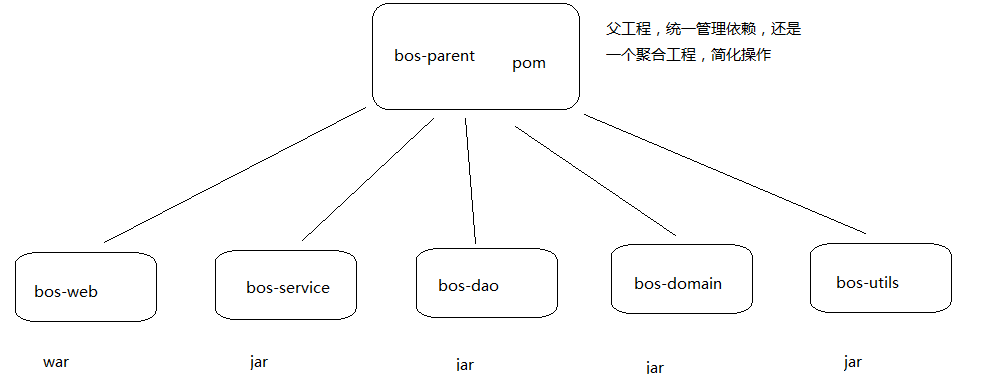 bos-parent
pom
父工程，统一管理依赖，还是
一个聚合工程，简化操作
bos-web
bos-service
bos-dao
bos-domain
bos-utils
war
jar
jar
jar
jar